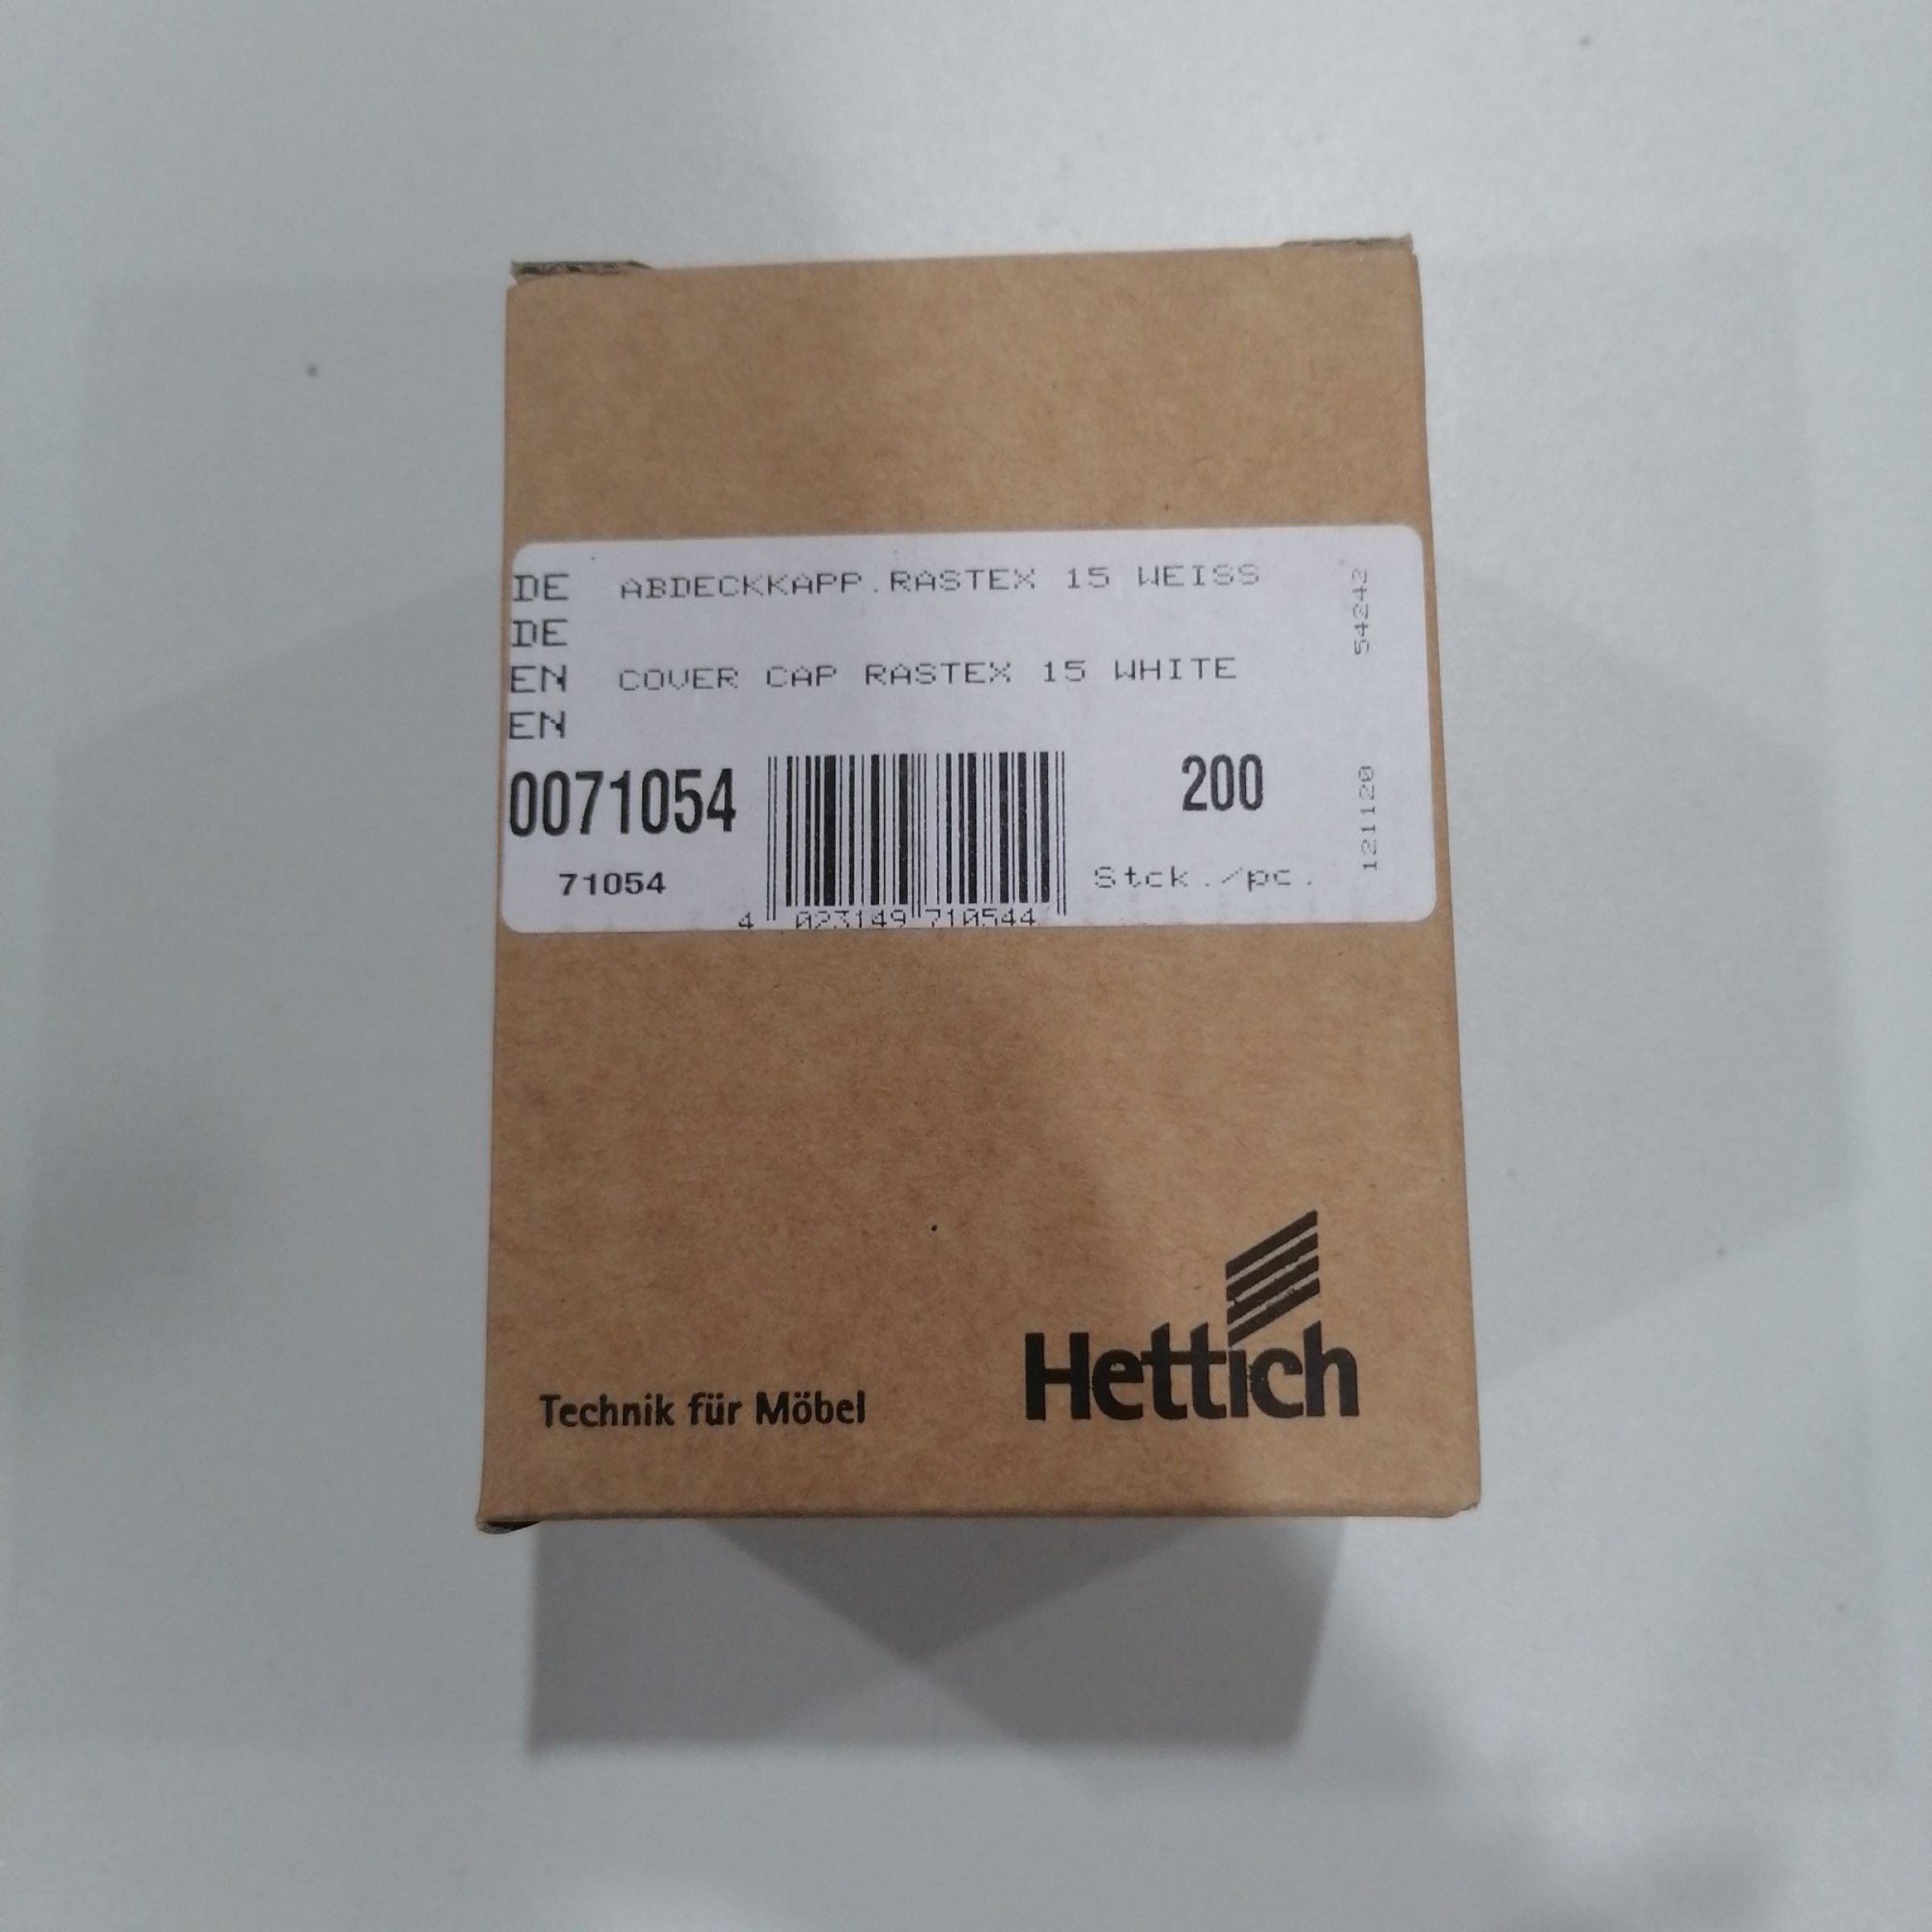 DE ABDECKKAPP.RASTEX 15 WEISS
DE
EN COVER CAP RASTEX 15 WHITE
EN
54242
0071054
200
71054
Stck./pc.
121120
4 023149 710544
Hettich
Technik für Möbel